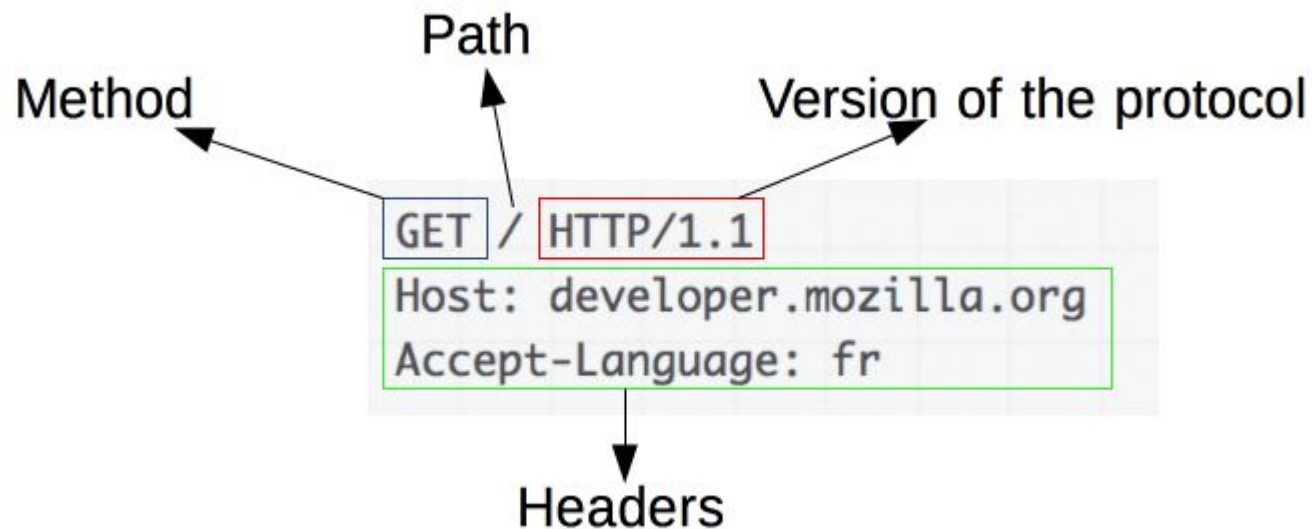 Path
Method
Version of the protocol
GET / HTTP/1.1
Host: developer.mozilla.org
Accept-Language: fr
Headers